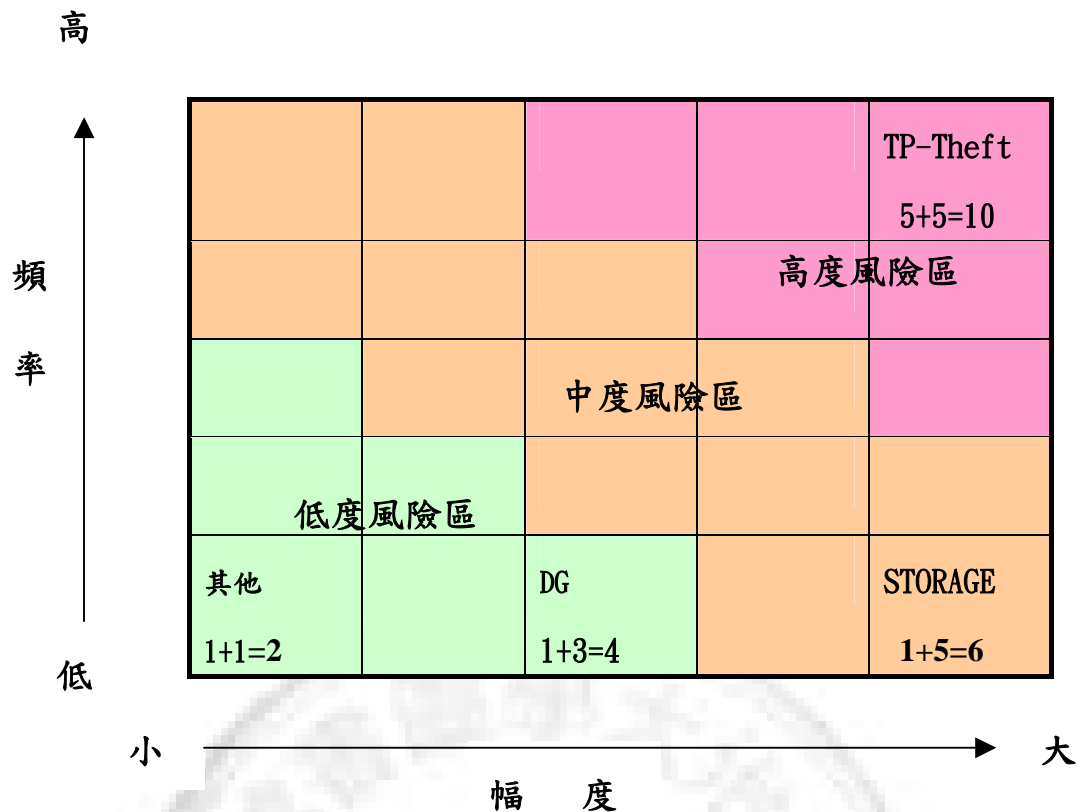 高
TP-Theft
5+5=10
頻
率
高度風險區
中度風險區
低度風險區
其他
1+1=2
DG
1+3=4
STORAGE
1+5=6
低
小
大
幅 度